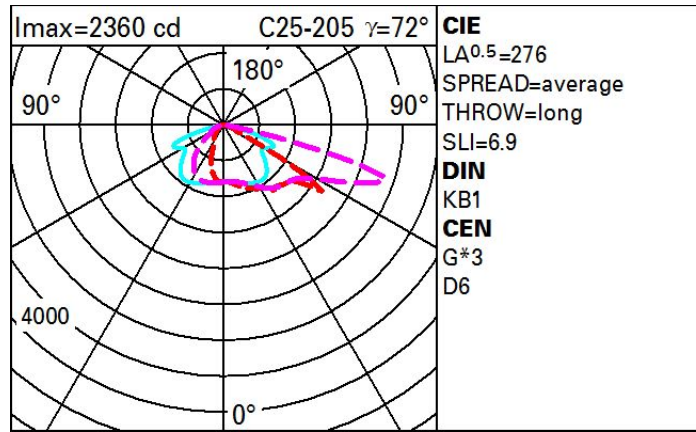 Imax=2360 cd C25-205 γ=72°
180°
90° 90°
4000
0°
CIE
LA⁰·⁵=276
SPREAD=average
THROW=long
SLI=6.9
DIN
KB1
CEN
G*3
D6